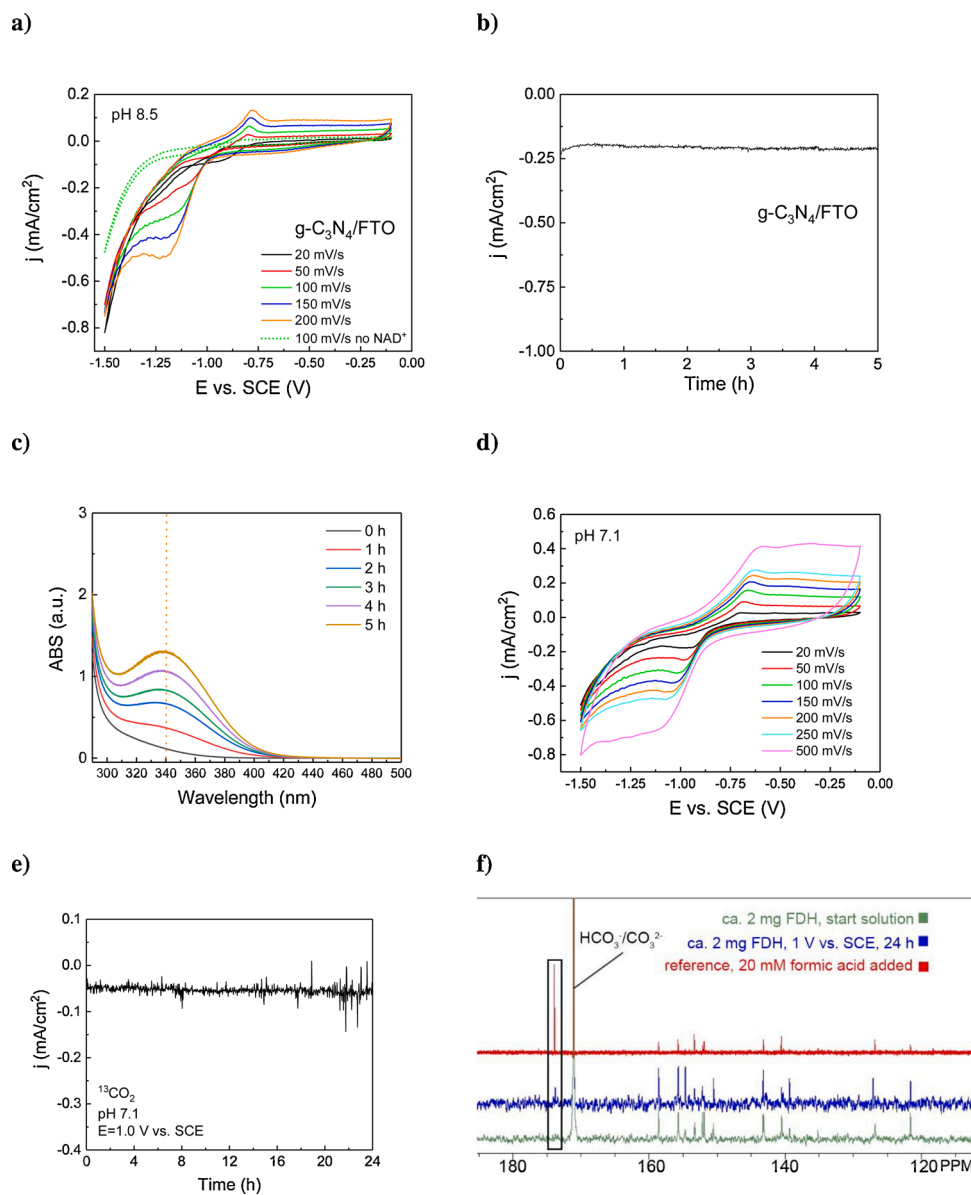 a)
0.2
0.0
-0.2
-0.4
-0.6
-0.8
j (mA/cm²)
pH 8.5
g-C₃N₄/FTO
20 mV/s
50 mV/s
100 mV/s
150 mV/s
200 mV/s
100 mV/s no NAD⁺
-1.50 -1.25 -1.00 -0.75 -0.50 -0.25 0.00
E vs. SCE (V)
b)
0.00
-0.25
-0.50
-0.75
-1.00
j (mA/cm²)
g-C₃N₄/FTO
0 1 2 3 4 5
Time (h)
c)
3
2
1
0
ABS (a.u.)
0 h
1 h
2 h
3 h
4 h
5 h
300 320 340 360 380 400 420 440 460 480 500
Wavelength (nm)
d)
0.6
0.4
0.2
0.0
-0.2
-0.4
-0.6
-0.8
j (mA/cm²)
pH 7.1
20 mV/s
50 mV/s
100 mV/s
150 mV/s
200 mV/s
250 mV/s
500 mV/s
-1.50 -1.25 -1.00 -0.75 -0.50 -0.25 0.00
E vs. SCE (V)
e)
0.1
0.0
-0.1
-0.2
-0.3
-0.4
j (mA/cm²)
¹³CO₂
pH 7.1
E=1.0 V vs. SCE
0 4 8 12 16 20 24
Time (h)
f)
ca. 2 mg FDH, start solution
ca. 2 mg FDH, 1 V vs. SCE, 24 h
reference, 20 mM formic acid added
HCO₃⁻/CO₃²⁻
180 160 140 120 PPM